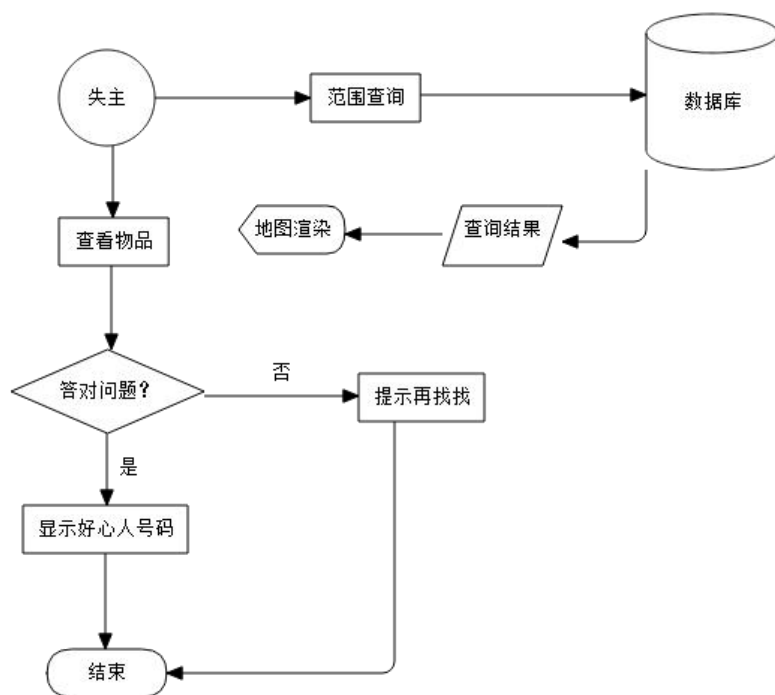 失主
范围查询
数据库
查看物品
地图渲染
查询结果
答对问题？
否
提示再找找
是
显示好心人号码
结束